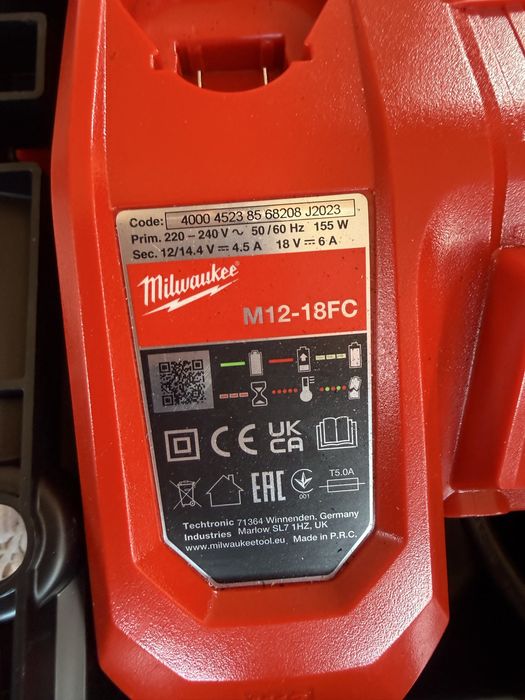 Code: 4000 4523 85 68208 J2023
Prim. 220 – 240 V ~ 50/60 Hz 155 W
Sec. 12/14.4 V ⎓ 4.5 A 18 V ⎓ 6 A
Milwaukee
M12-18FC
CE UK CA
EAC
001
T5.0A
Techtronic 71364 Winnenden, Germany
Industries Marlow SL7 1HZ, UK
www.milwaukeetool.eu Made in P.R.C.